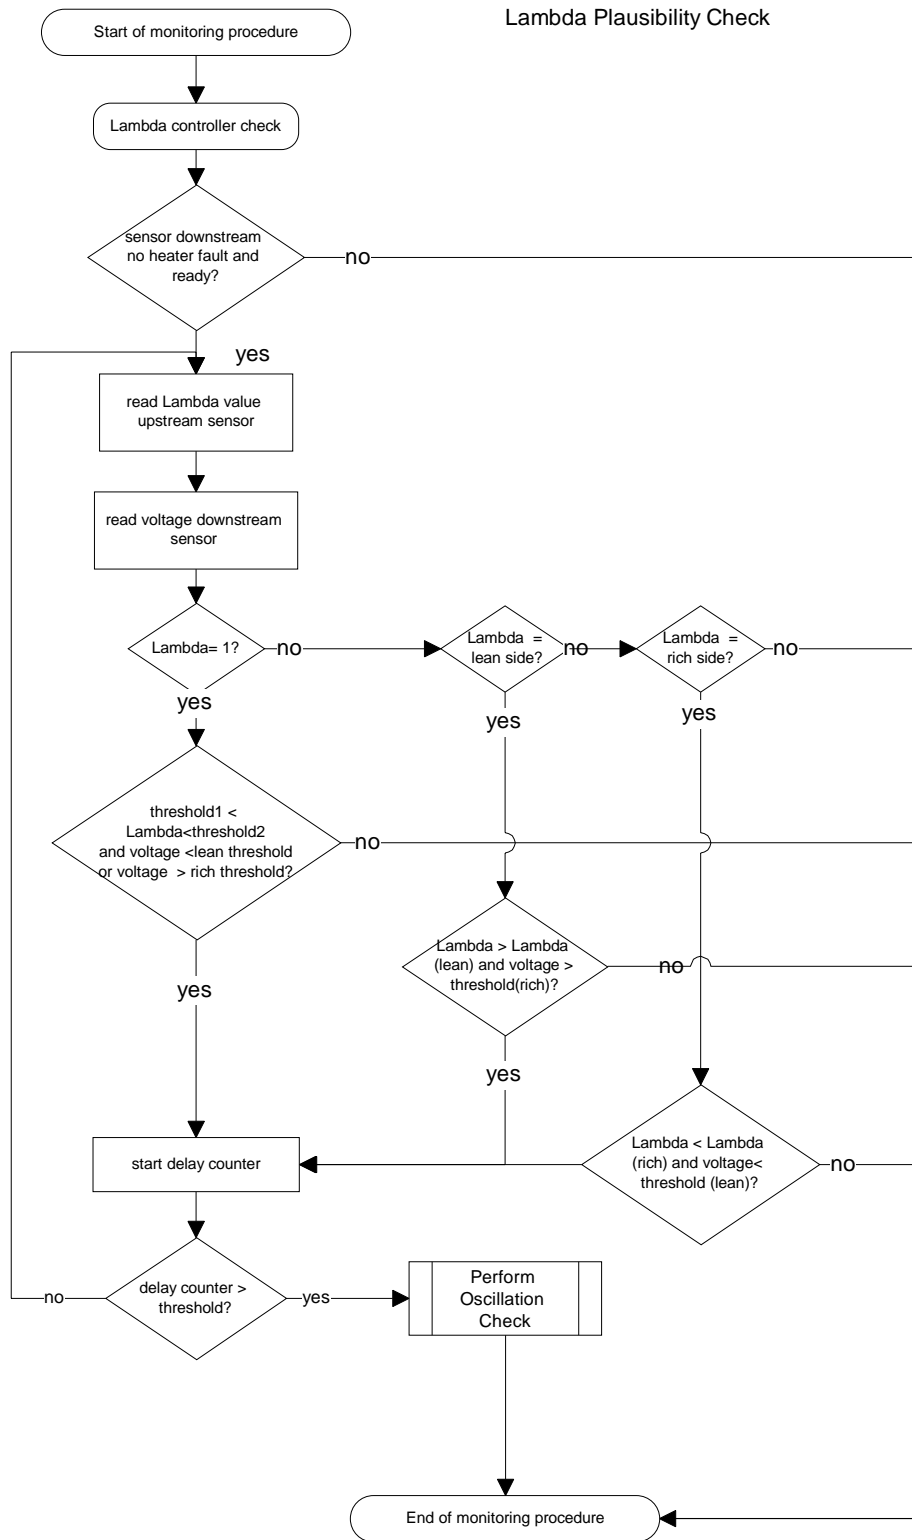 Lambda Plausibility Check
Start of monitoring procedure
Lambda controller check
sensor downstream
no heater fault and
ready?
no
yes
read Lambda value
upstream sensor
read voltage downstream
sensor
Lambda= 1?
no
Lambda  =
lean side?
no
Lambda  =
rich side?
no
yes
yes
yes
threshold1 <
Lambda<threshold2
and voltage <lean threshold
or voltage  > rich threshold?
no
Lambda > Lambda
(lean) and voltage >
threshold(rich)?
no
yes
yes
start delay counter
Lambda < Lambda
(rich) and voltage<
threshold (lean)?
no
delay counter >
threshold?
no
yes
Perform
Oscillation
Check
End of monitoring procedure